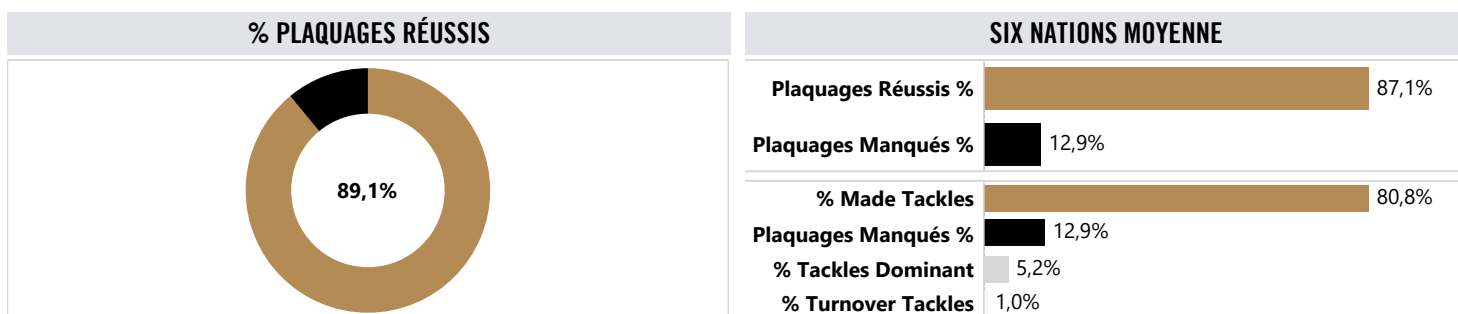 % PLAQUAGES RÉUSSIS
89,1%
SIX NATIONS MOYENNE
Plaquages Réussis % 87,1%
Plaquages Manqués % 12,9%
% Made Tackles 80,8%
Plaquages Manqués % 12,9%
% Tackles Dominant 5,2%
% Turnover Tackles 1,0%